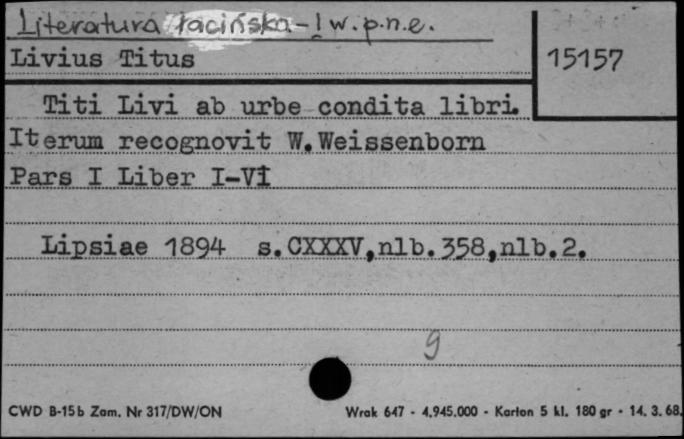 Literatura łacińska - I w. p.n.e.
Livius Titus
15157
Titi Livi ab urbe condita libri.
Iterum recognovit W.Weissenborn
Pars I Liber I-VI
Lipsiae 1894 s.CXXXV,nlb.358,nlb.2.
9
CWD B-15b Zam. Nr 317/DW/ON
Wrak 647 - 4.945.000 - Karton 5 kl. 180 gr - 14. 3. 68.